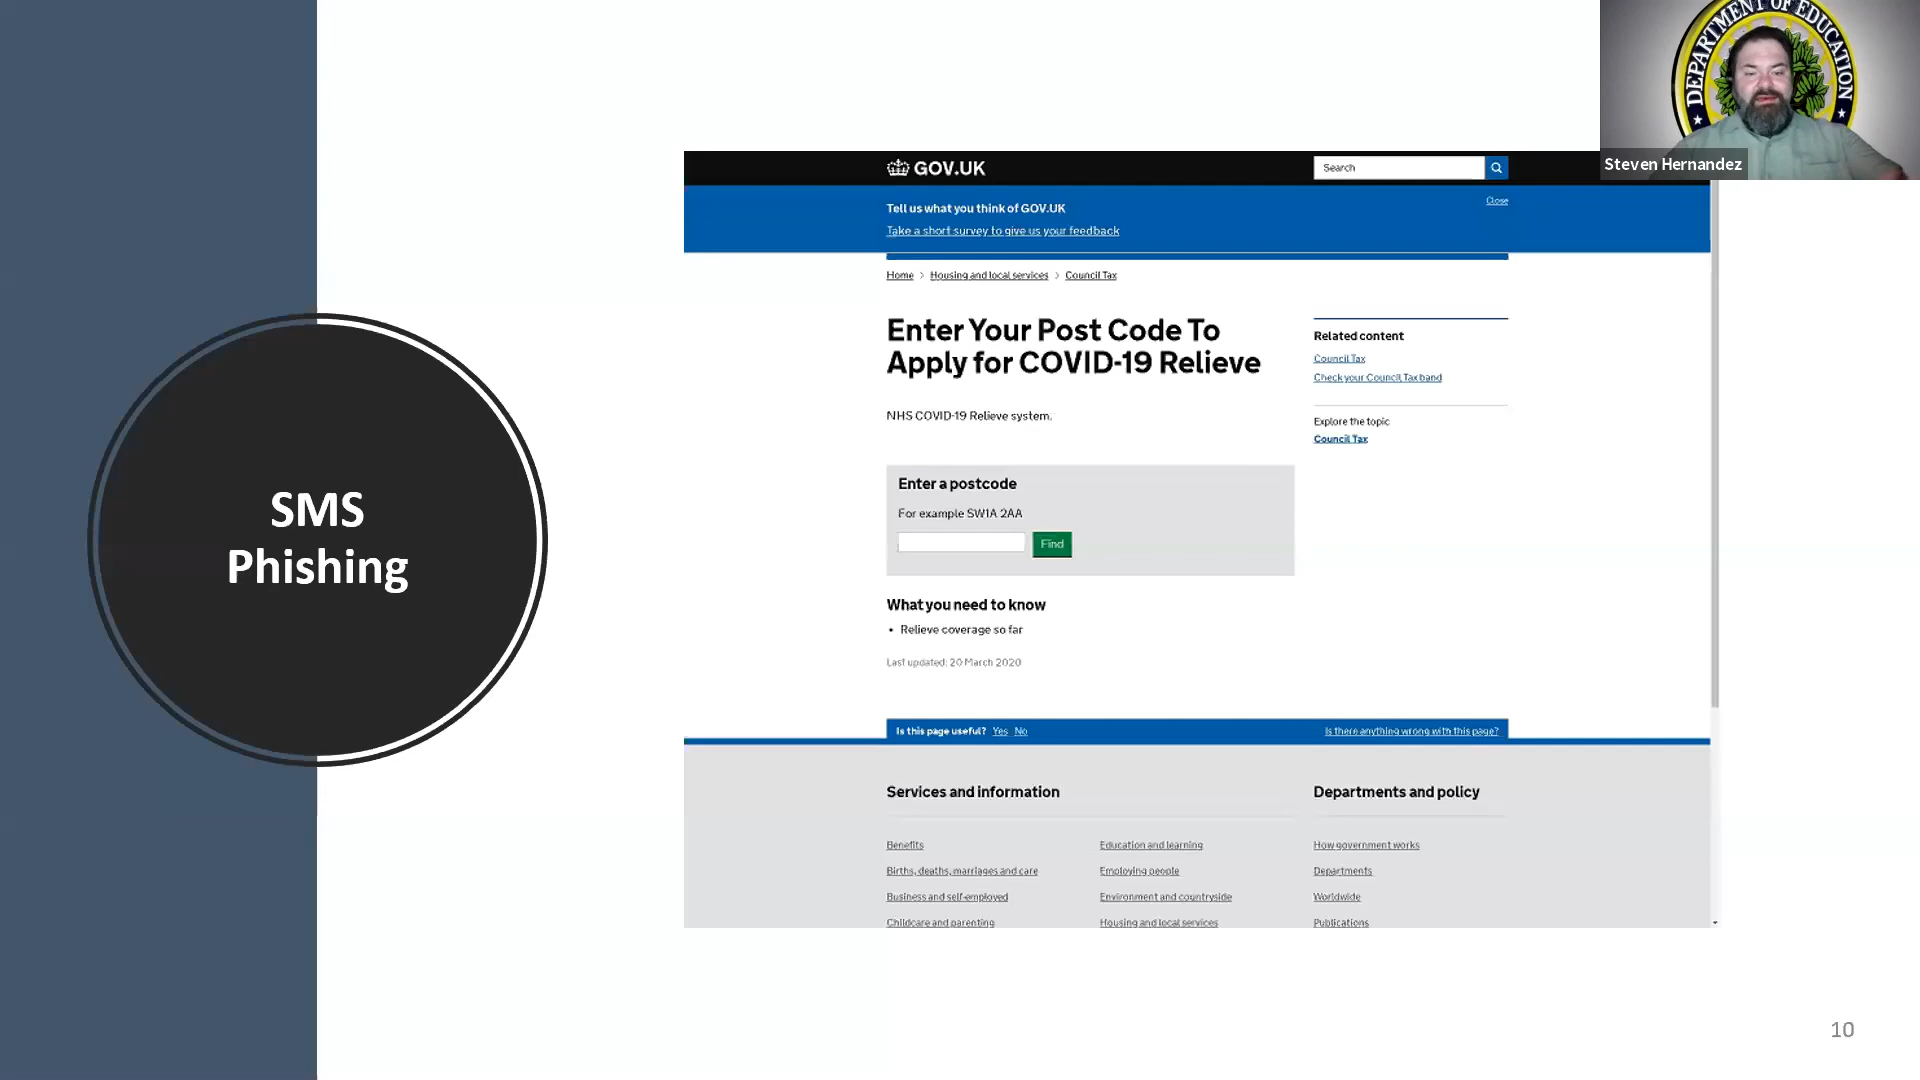 SMS
Phishing
GOV.UK
Search
Tell us what you think of GOV.UK
Close
Take a short survey to give us your feedback
Home > Housing and local services > Council Tax
Enter Your Post Code To
Apply for COVID-19 Relieve
NHS COVID-19 Relieve system.
Enter a postcode
For example SW1A 2AA
Find
What you need to know
• Relieve coverage so far
Last updated: 20 March 2020
Related content
Council Tax
Check your Council Tax band
Explore the topic
Council Tax
Is this page useful? Yes No
Is there anything wrong with this page?
Services and information
Benefits
Births, deaths, marriages and care
Business and self-employed
Childcare and parenting
Education and learning
Employing people
Environment and countryside
Housing and local services
Departments and policy
How government works
Departments
Worldwide
Publications
DEPARTMENT OF EDUCATION
Steven Hernandez
10